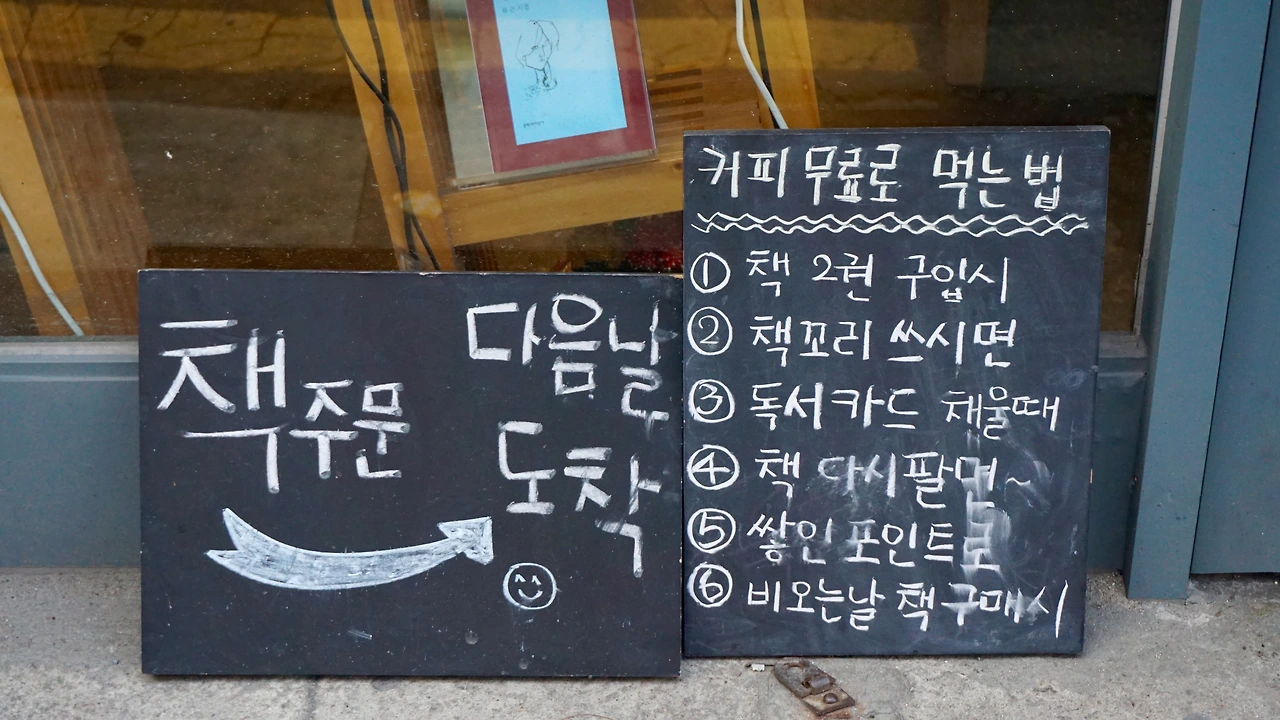 책 주문
다음날
도착
커피 무료로 먹는 법
① 책 2권 구입시
② 책꼬리 쓰시면
③ 독서카드 채울때
④ 책 다시팔면~
⑤ 쌓인 포인트로
⑥ 비오는날 책 구매시